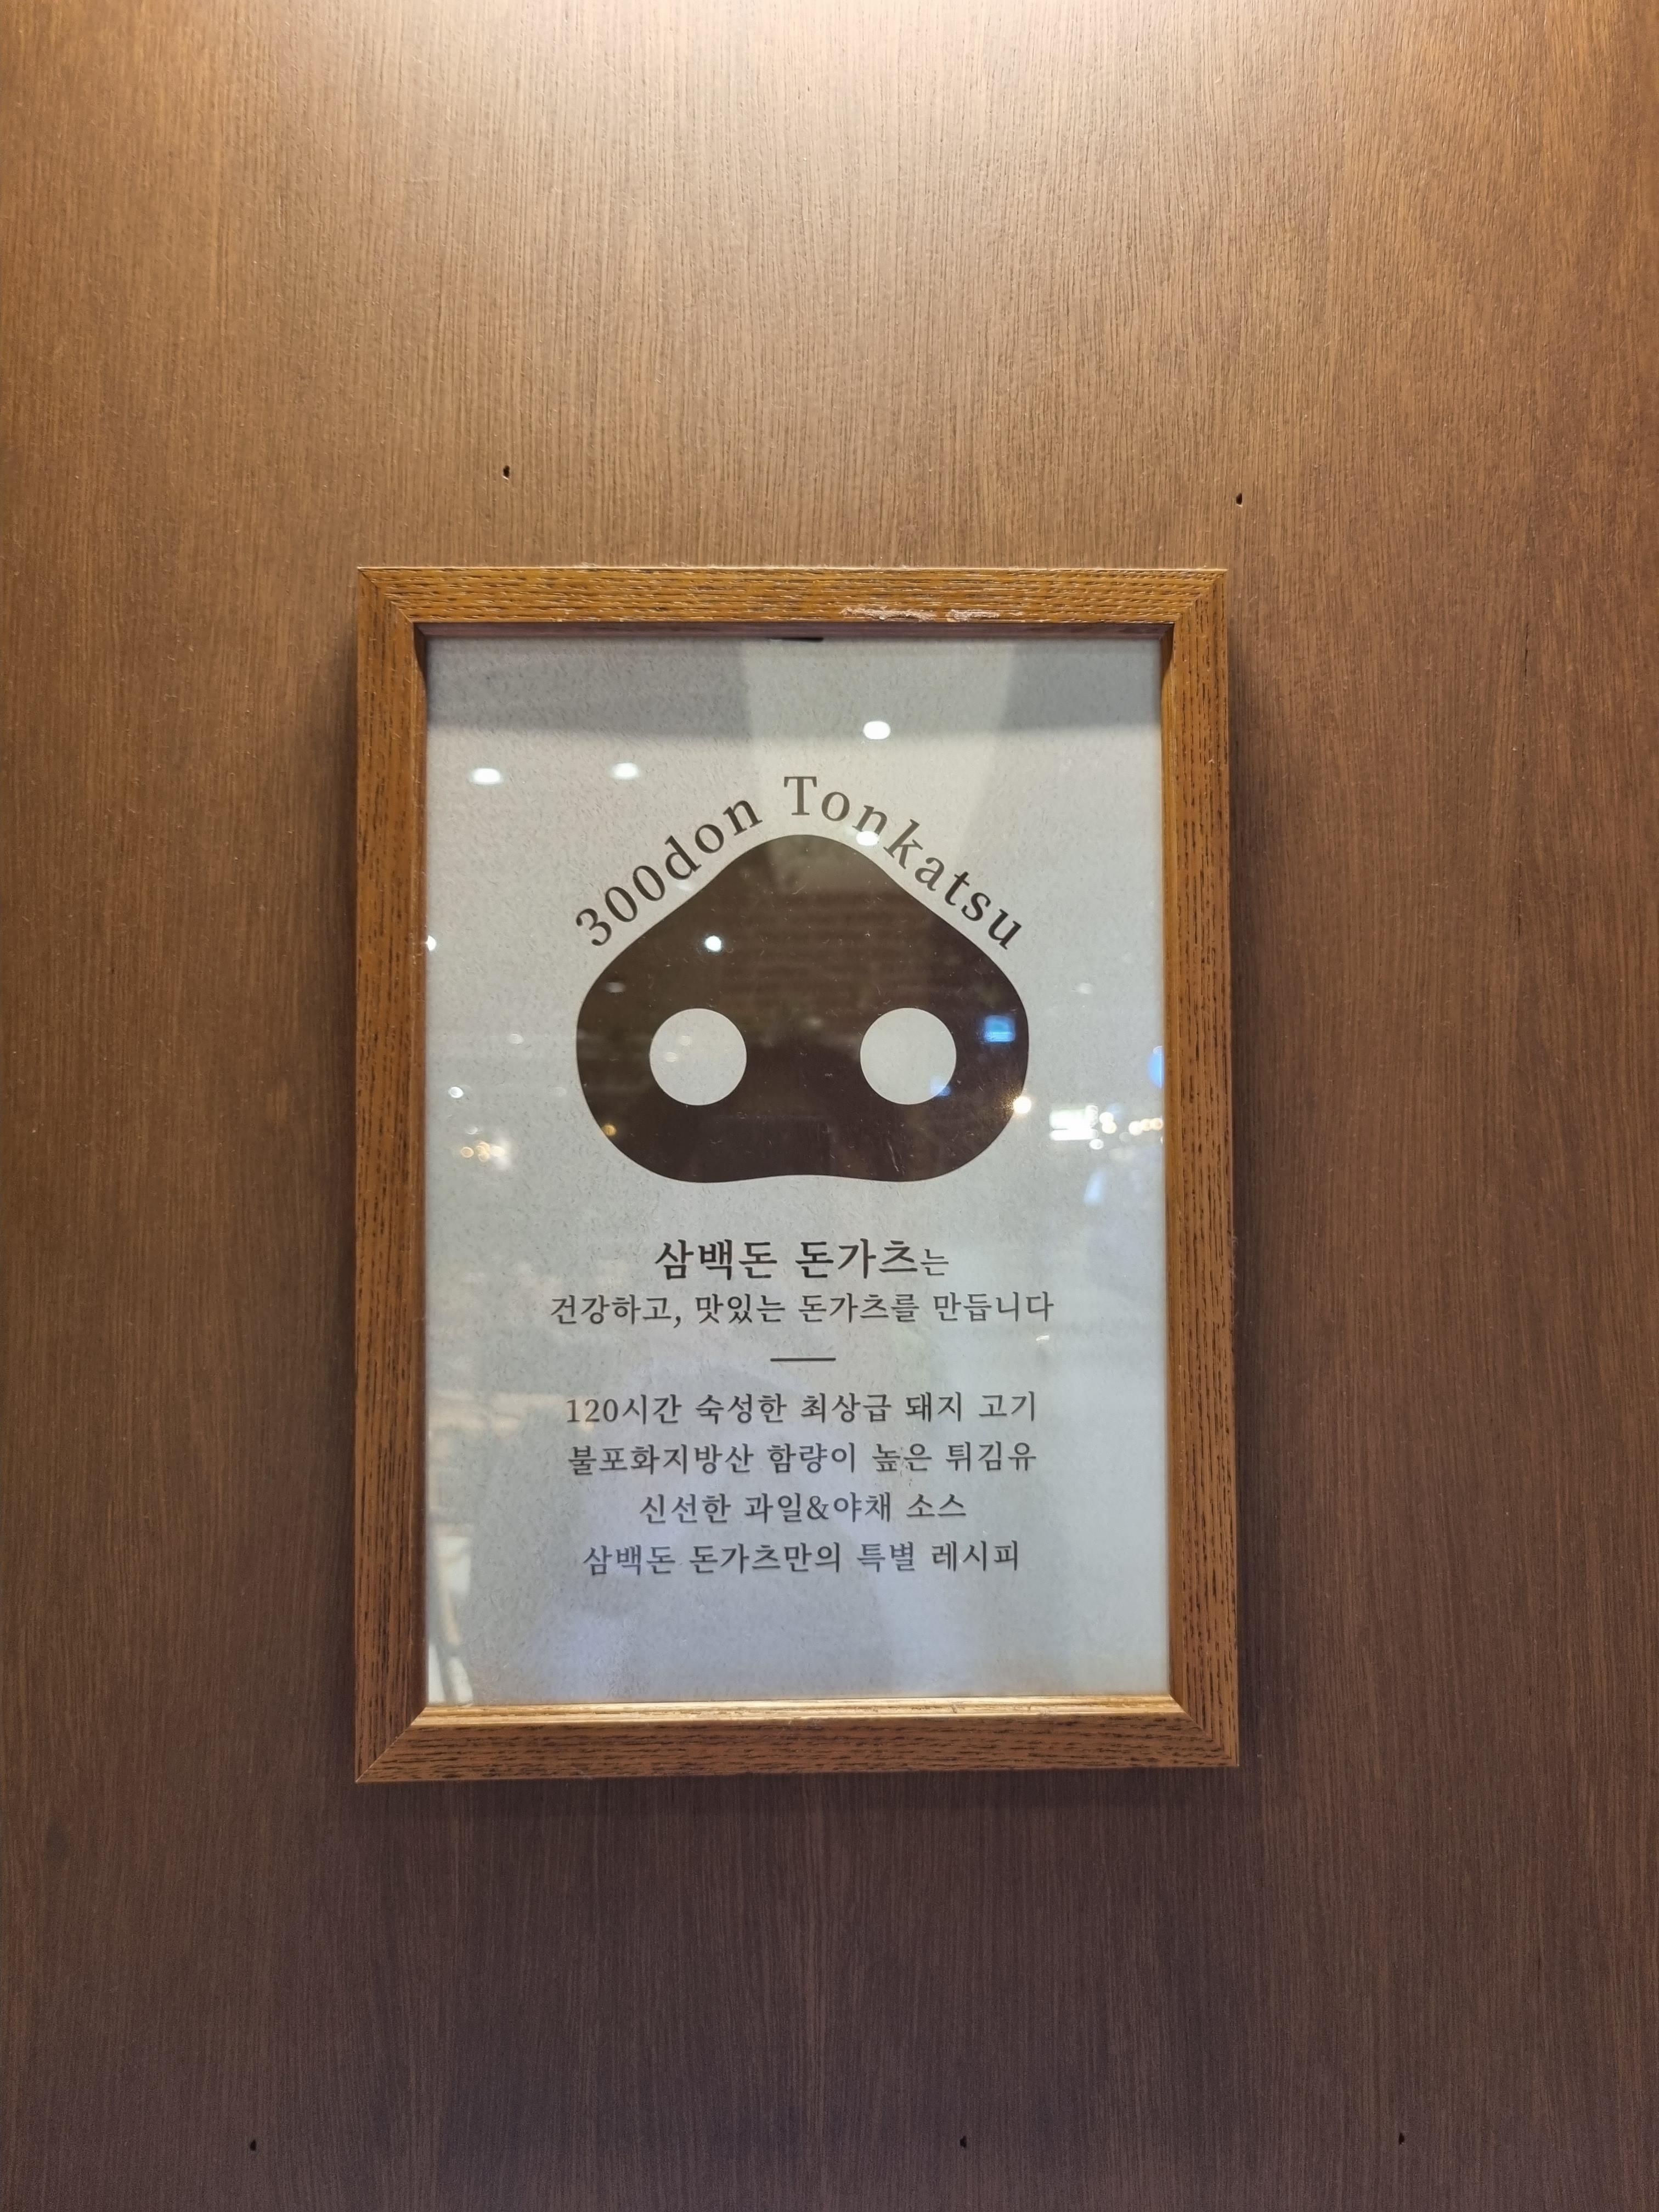 300don Tonkatsu
삼백돈 돈가츠는
건강하고, 맛있는 돈가츠를 만듭니다
120시간 숙성한 최상급 돼지 고기
불포화지방산 함량이 높은 튀김유
신선한 과일&야채 소스
삼백돈 돈가츠만의 특별 레시피